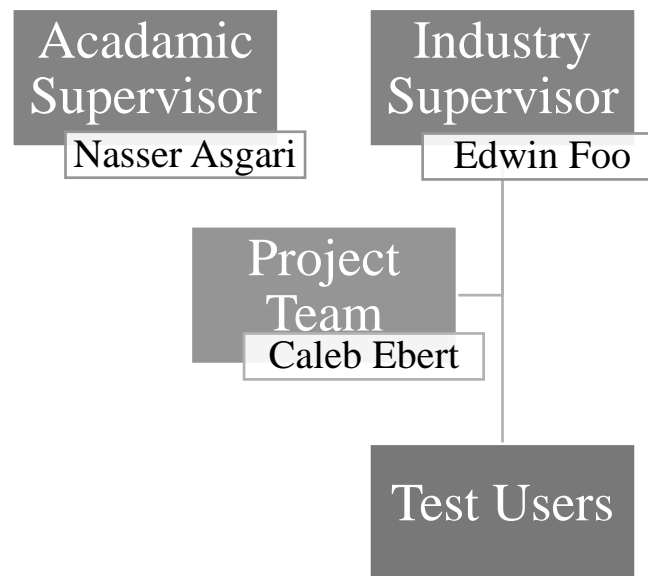 Acadamic
Supervisor
Nasser Asgari
Industry
Supervisor
Edwin Foo
Project
Team
Caleb Ebert
Test Users